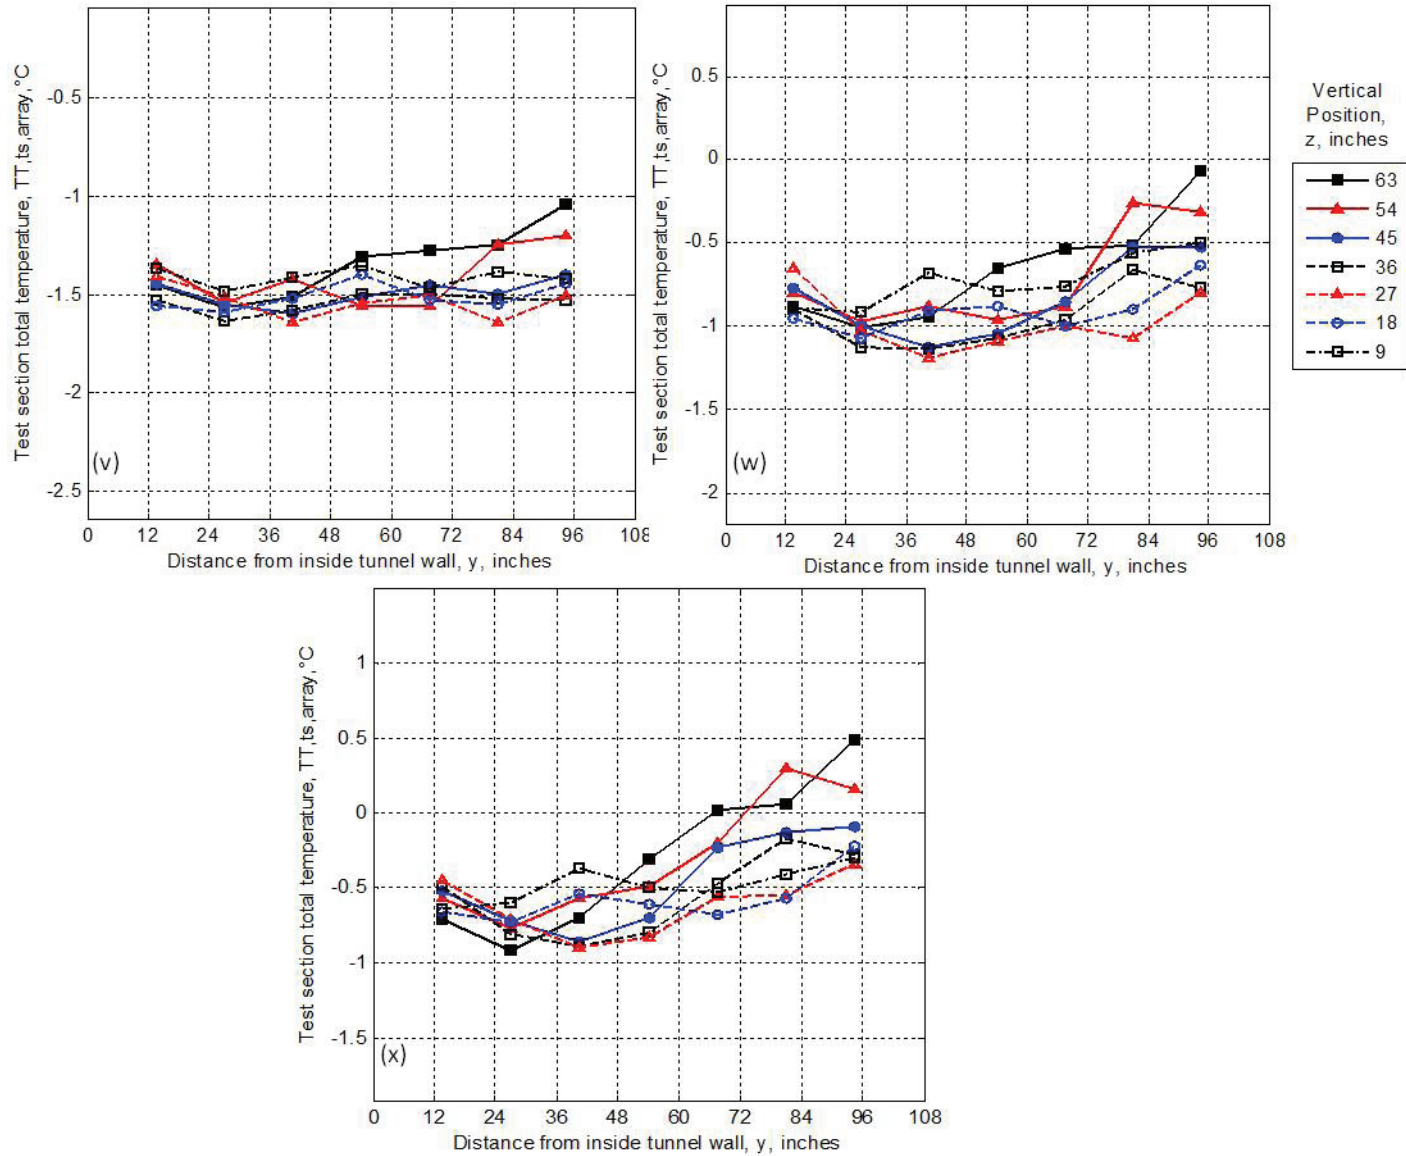 Test section total temperature, TT,ts,array,°C
-0.5
-1
-1.5
-2
-2.5
(v)
0 12 24 36 48 60 72 84 96 108
Distance from inside tunnel wall, y, inches
Test section total temperature, TT,ts,array,°C
0.5
0
-0.5
-1
-1.5
-2
(w)
0 12 24 36 48 60 72 84 96 108
Distance from inside tunnel wall, y, inches
Vertical
Position,
z, inches
63
54
45
36
27
18
9
Test section total temperature, TT,ts,array,°C
1
0.5
0
-0.5
-1
-1.5
(x)
0 12 24 36 48 60 72 84 96 108
Distance from inside tunnel wall, y, inches